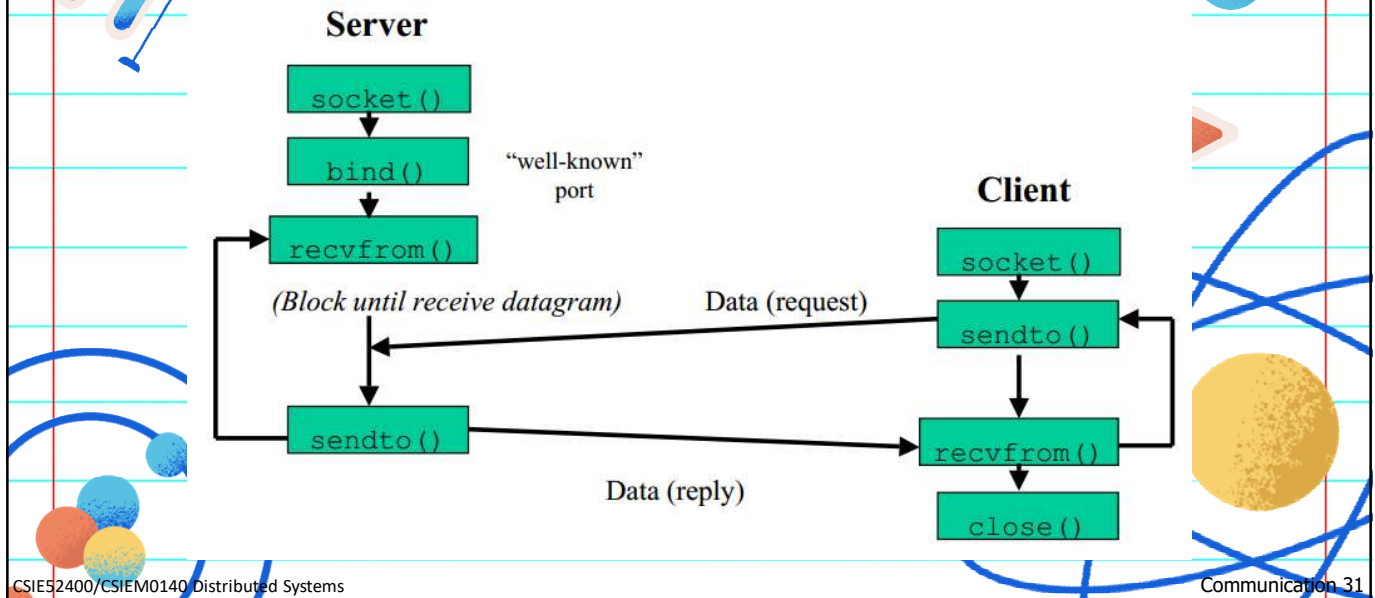 Server
socket()
bind()
“well-known”
port
recvfrom()
(Block until receive datagram)
sendto()
Client
socket()
Data (request)
sendto()
recvfrom()
Data (reply)
close()
CSIE52400/CSIEM0140 Distributed Systems
Communication 31